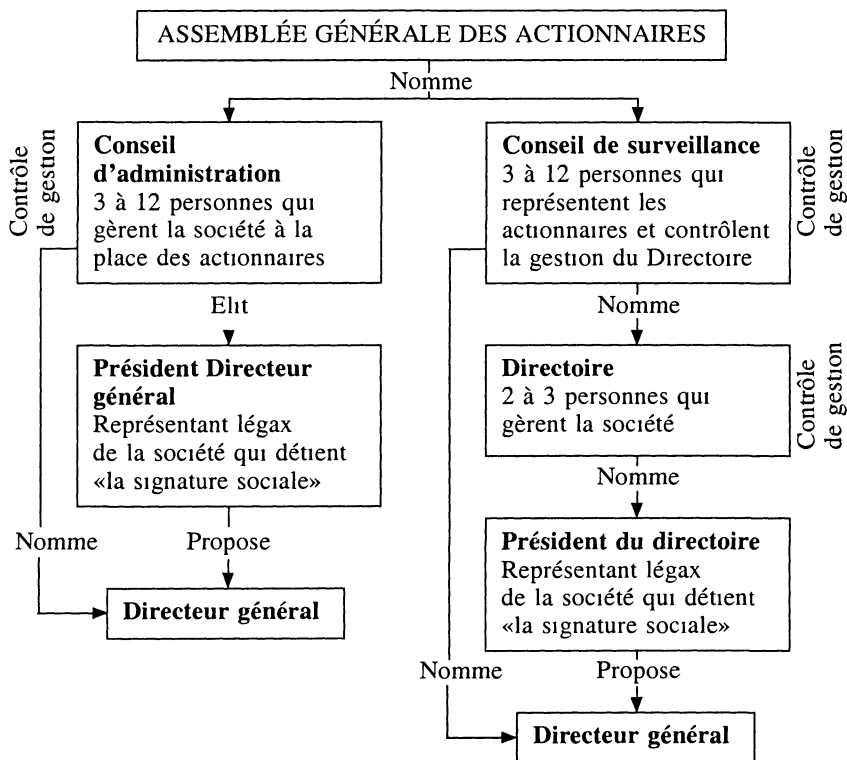 ASSEMBLÉE GÉNÉRALE DES ACTIONNAIRES
Nomme
Contrôle
de gestion
Conseil
d'administration
3 à 12 personnes qui
gèrent la société à la
place des actionnaires
Elit
Président Directeur
général
Représentant légax
de la société qui détient
«la signature sociale»
Nomme
Propose
Directeur général
Conseil de surveillance
3 à 12 personnes qui
représentent les
actionnaires et contrôlent
la gestion du Directoire
Contrôle
de gestion
Nomme
Directoire
2 à 3 personnes qui
gèrent la société
Contrôle
de gestion
Nomme
Président du directoire
Représentant légax
de la société qui détient
«la signature sociale»
Nomme
Propose
Directeur général